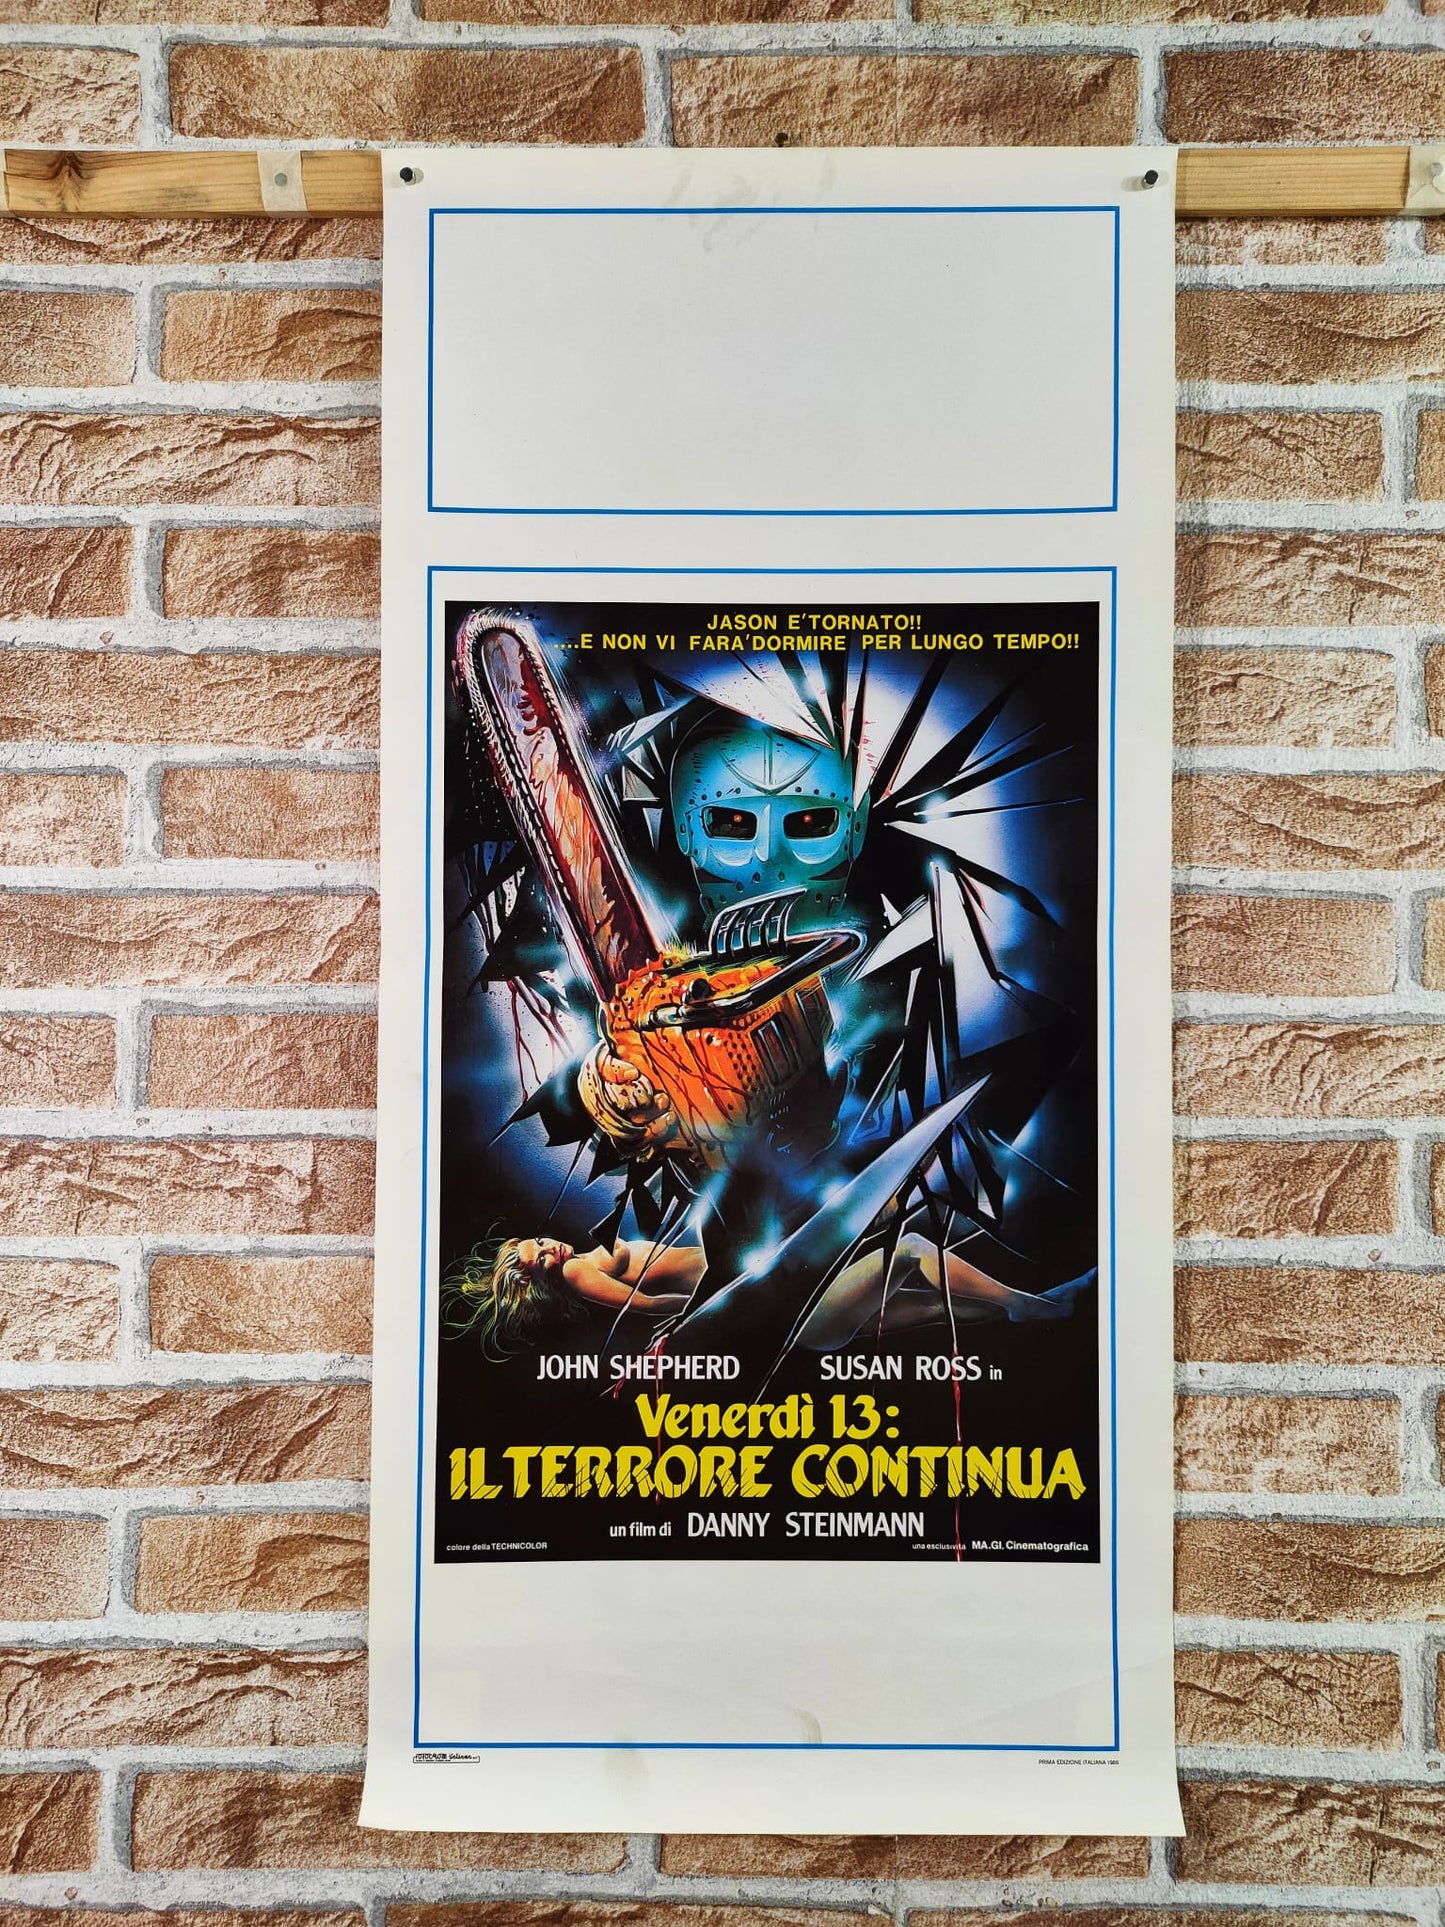 JASON E' TORNATO!!
....E NON VI FARA' DORMIRE PER LUNGO TEMPO!!
JOHN SHEPHERD SUSAN ROSS in
Venerdì 13:
IL TERRORE CONTINUA
un film di DANNY STEINMANN
colore della TECHNICOLOR una esclusività MA.GI. Cinematografica
PRIMA EDIZIONE ITALIANA 1986